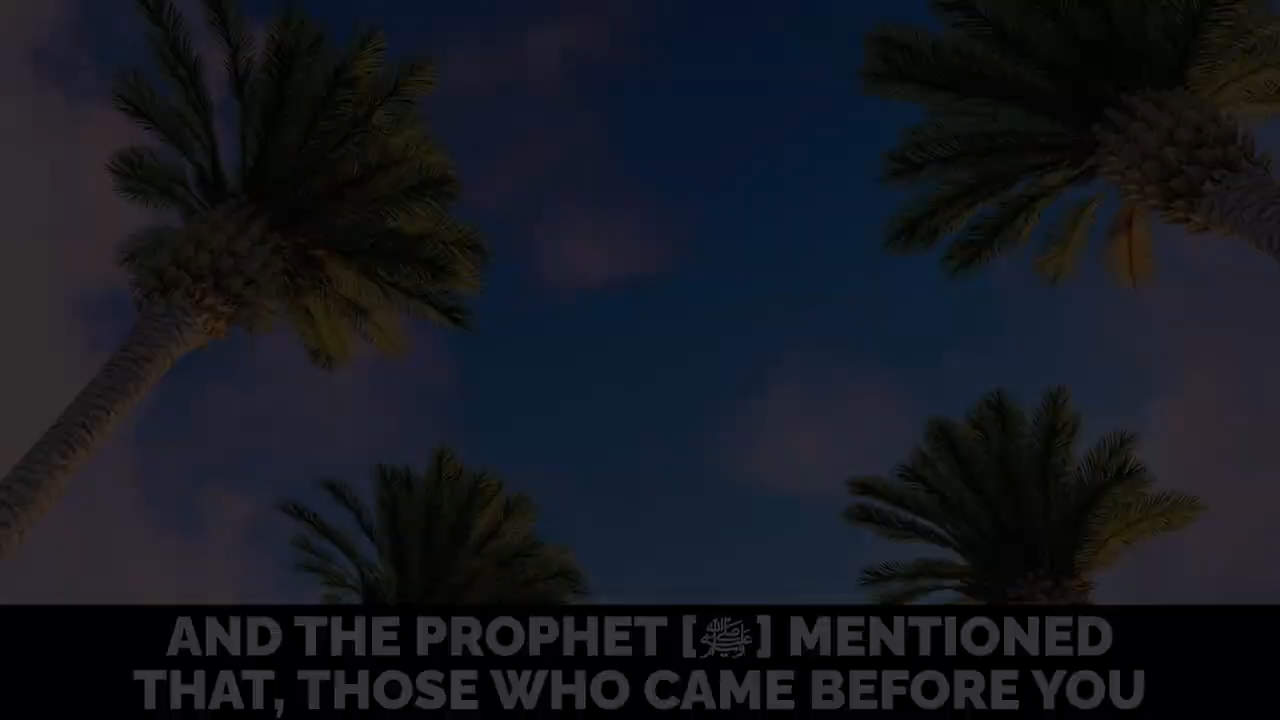 AND THE PROPHET [ﷺ] MENTIONED
THAT, THOSE WHO CAME BEFORE YOU